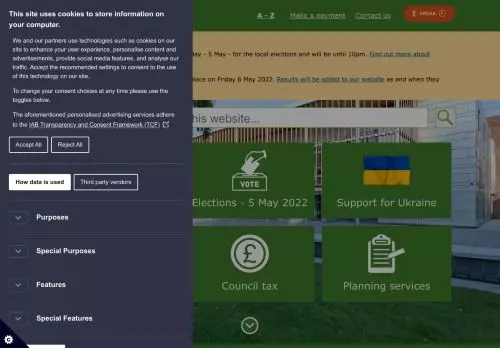 This site uses cookies to store information on
your computer.
We and our partners use technologies such as cookies on our
site to enhance your user experience, personalise content and
advertisements, provide social media features, and analyse our
traffic. Accept the recommended settings to consent to the use
of this technology on our site.
To change your consent choices at any time please use the
toggles below.
The aforementioned personalised advertising services adhere
to the IAB Transparency and Consent Framework (TCF)
Accept All
Reject All
How data is used
Third party vendors
Purposes
Special Purposes
Features
Special Features
A - Z
Make a payment
Contact us
SPEAK
day - 5 May - for the local elections and will be until 10pm. Find out more about
place on Friday 6 May 2022. Results will be added to our website as and when they
this website...
VOTE
Elections - 5 May 2022
Support for Ukraine
Council tax
Planning services